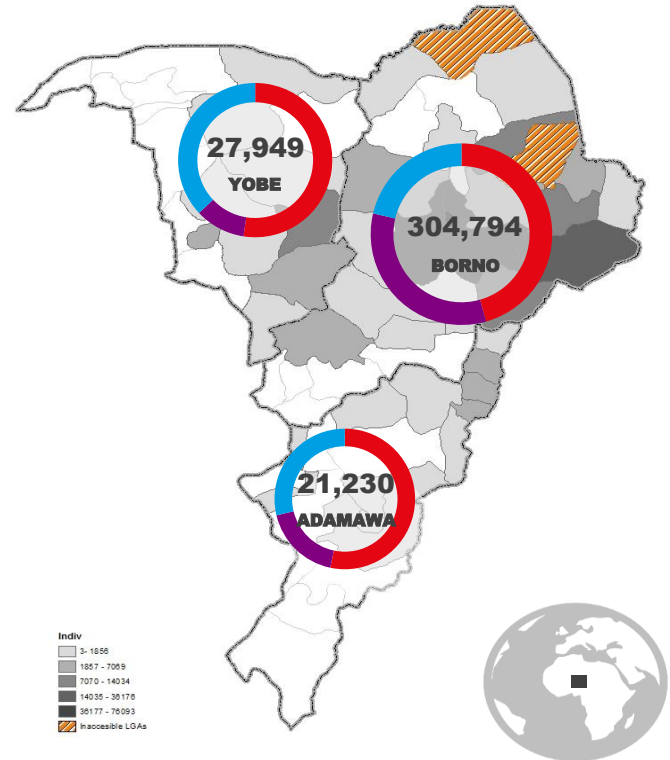 27,949
YOBE
304,794
BORNO
21,230
ADAMAWA
Indiv
3- 1856
1857 - 7069
7070 - 14034
14035 - 36176
36177 - 76093
Inaccesible LGAs